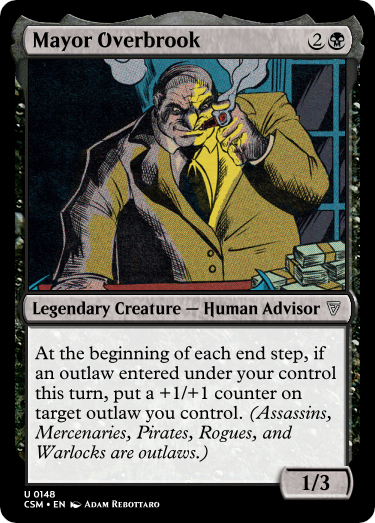 Mayor Overbrook 2
Legendary Creature — Human Advisor
At the beginning of each end step, if
an outlaw entered under your control
this turn, put a +1/+1 counter on
target outlaw you control. (Assassins,
Mercenaries, Pirates, Rogues, and
Warlocks are outlaws.)
1/3
U 0148
CSM • EN Adam Rebottaro